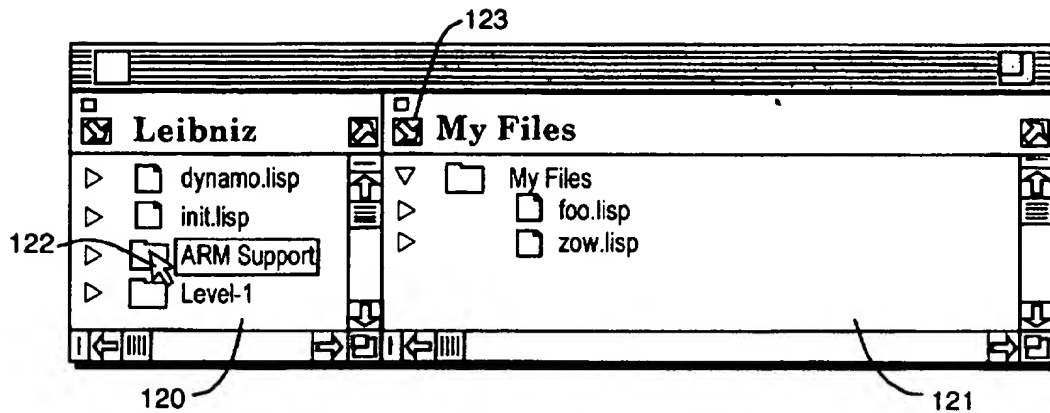 123
Leibniz
My Files
dynamo.lisp
init.lisp
ARM Support
Level-1
My Files
foo.lisp
zow.lisp
122
120
121